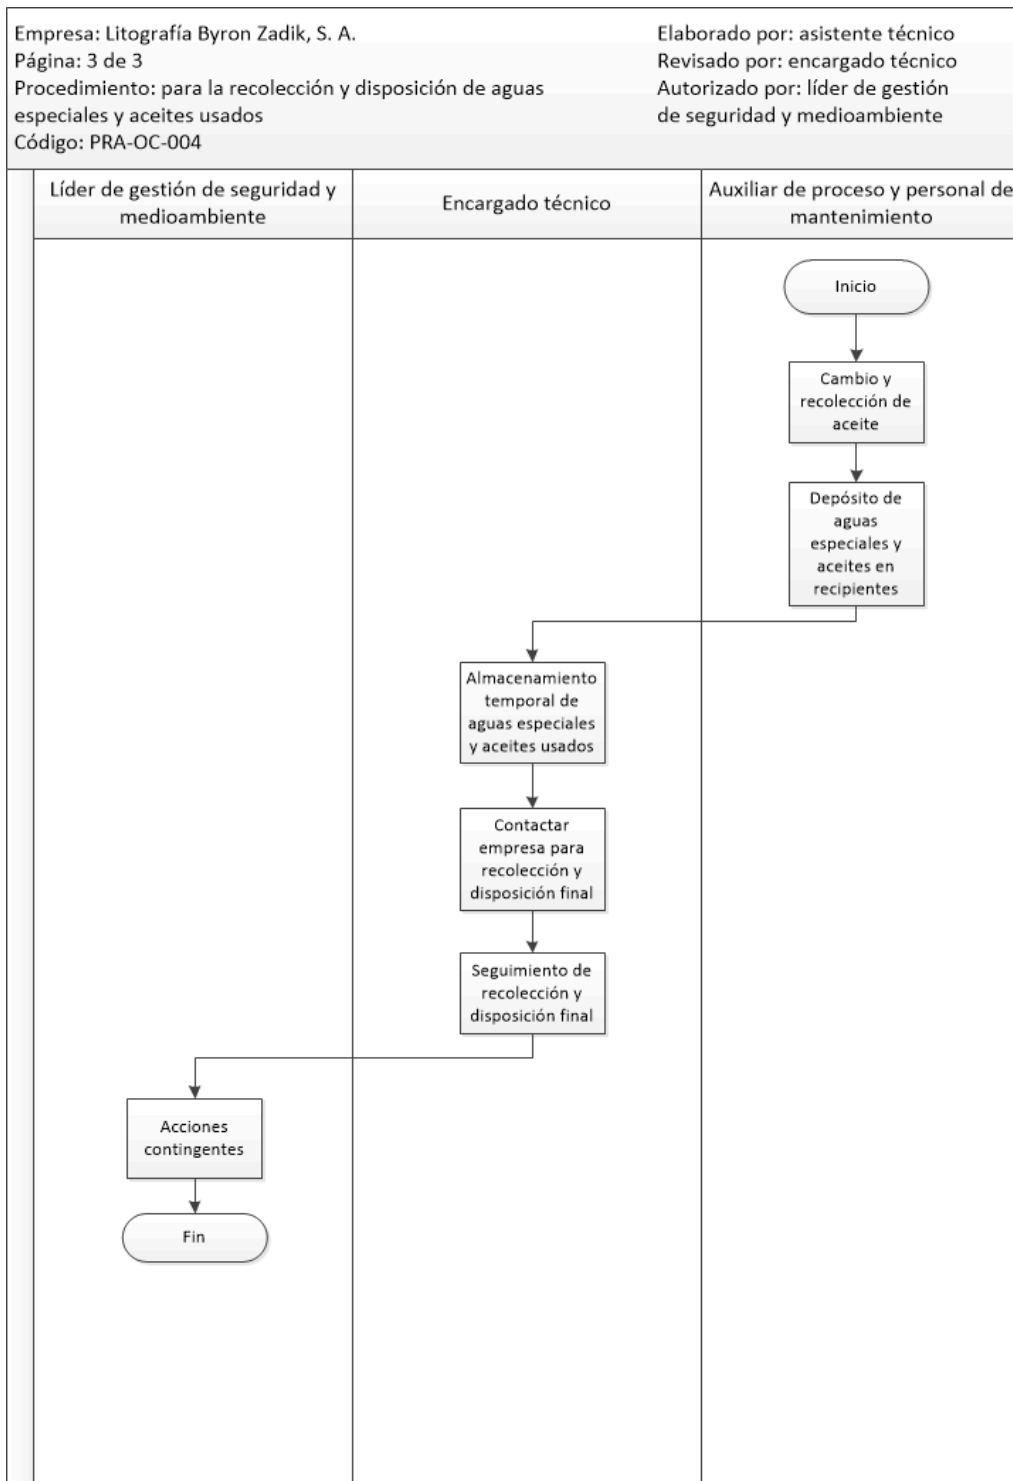 Empresa: Litografía Byron Zadik, S. A.
Página: 3 de 3
Procedimiento: para la recolección y disposición de aguas
especiales y aceites usados
Código: PRA-OC-004
Elaborado por: asistente técnico
Revisado por: encargado técnico
Autorizado por: líder de gestión
de seguridad y medioambiente
Líder de gestión de seguridad y
medioambiente
Encargado técnico
Auxiliar de proceso y personal de
mantenimiento
Inicio
Cambio y
recolección de
aceite
Depósito de
aguas
especiales y
aceites en
recipientes
Almacenamiento
temporal de
aguas especiales
y aceites usados
Contactar
empresa para
recolección y
disposición final
Seguimiento de
recolección y
disposición final
Acciones
contingentes
Fin